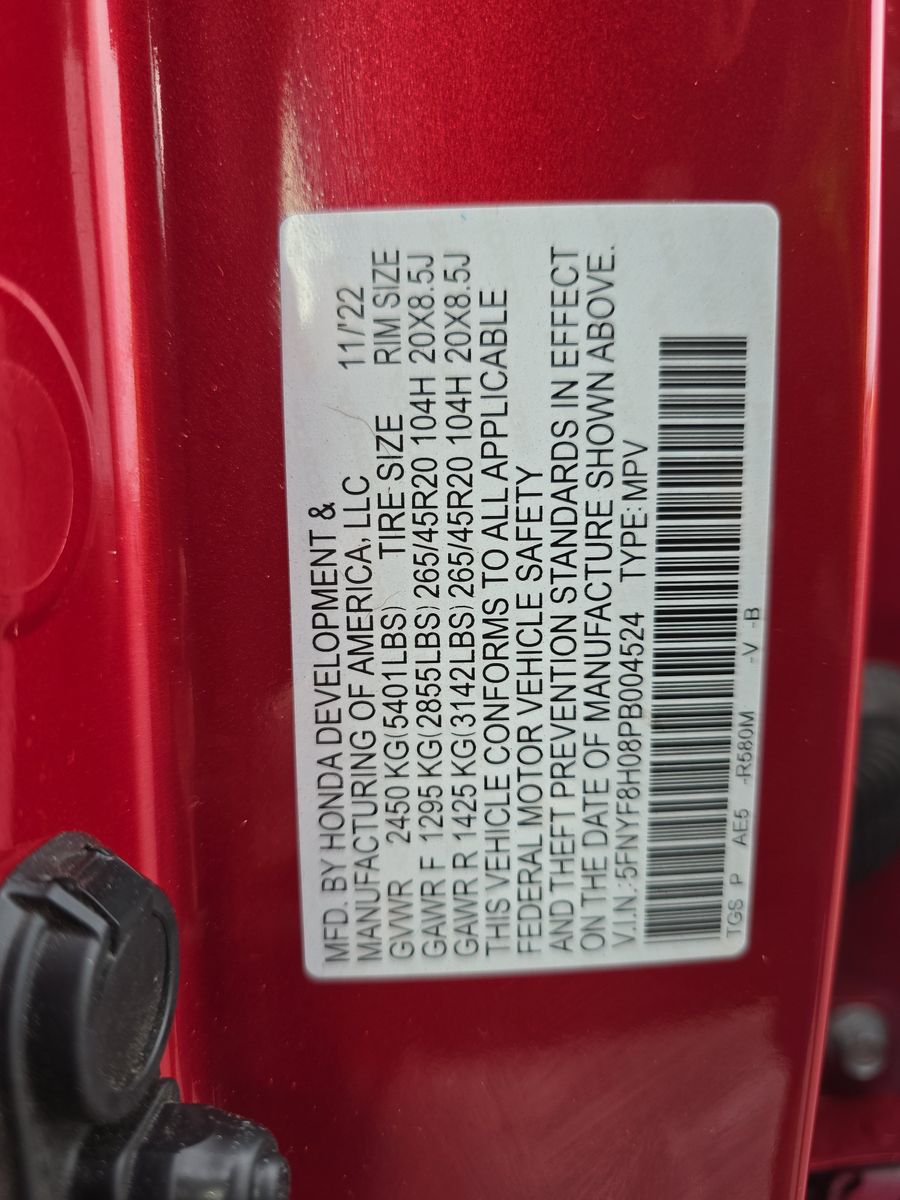 MFD. BY HONDA DEVELOPMENT &
MANUFACTURING OF AMERICA, LLC 11/'22
GVWR 2450 KG(5401LBS) TIRE SIZE RIM SIZE
GAWR F 1295 KG(2855LBS) 265/45R20 104H 20X8.5J
GAWR R 1425 KG(3142LBS) 265/45R20 104H 20X8.5J
THIS VEHICLE CONFORMS TO ALL APPLICABLE
FEDERAL MOTOR VEHICLE SAFETY
AND THEFT PREVENTION STANDARDS IN EFFECT
ON THE DATE OF MANUFACTURE SHOWN ABOVE.
V.I.N.:5FNYF8H08PB004524 TYPE:MPV
TGS P AE5 -R580M -V -B